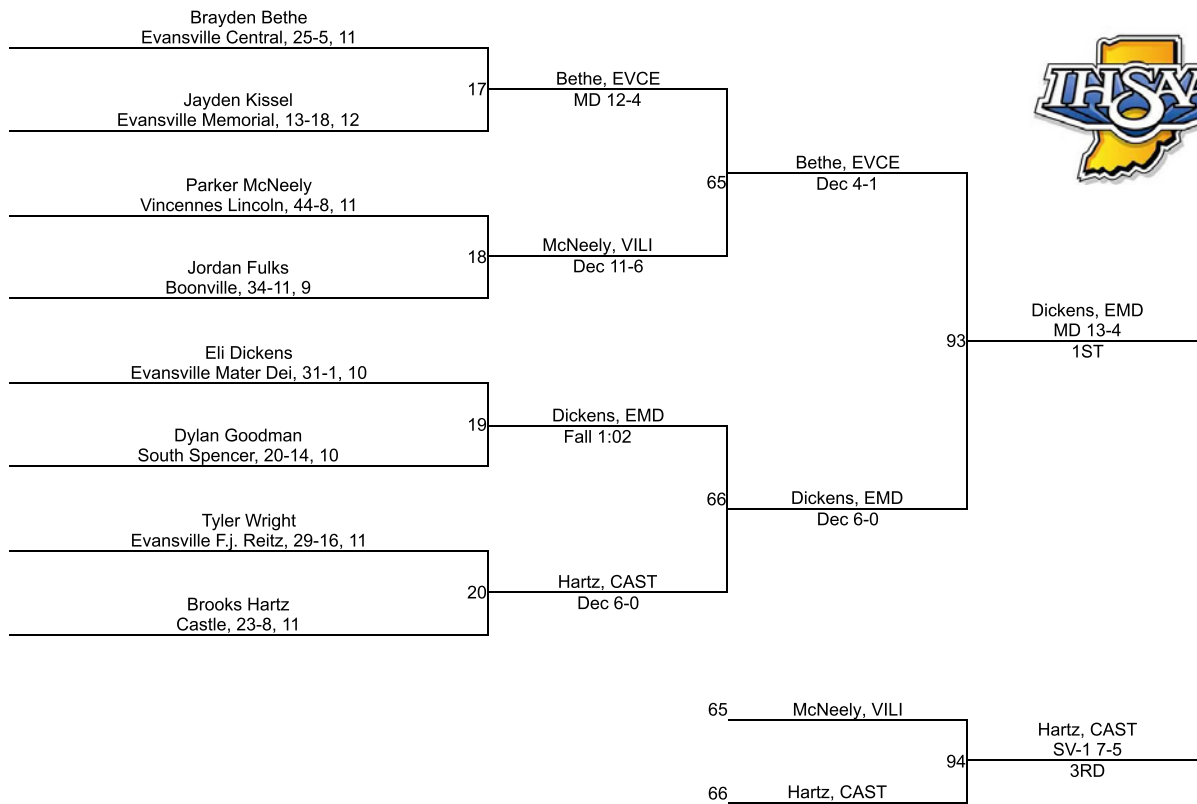 Brayden Bethe
Evansville Central, 25-5, 11
Jayden Kissel
Evansville Memorial, 13-18, 12
Parker McNeely
Vincennes Lincoln, 44-8, 11
Jordan Fulks
Boonville, 34-11, 9
Eli Dickens
Evansville Mater Dei, 31-1, 10
Dylan Goodman
South Spencer, 20-14, 10
Tyler Wright
Evansville F.j. Reitz, 29-16, 11
Brooks Hartz
Castle, 23-8, 11
17
Bethe, EVCE
MD 12-4
18
McNeely, VILI
Dec 11-6
19
Dickens, EMD
Fall 1:02
20
Hartz, CAST
Dec 6-0
65
Bethe, EVCE
Dec 4-1
66
Dickens, EMD
Dec 6-0
93
Dickens, EMD
MD 13-4
1ST
65
McNeely, VILI
66
Hartz, CAST
94
Hartz, CAST
SV-1 7-5
3RD
IHSAA